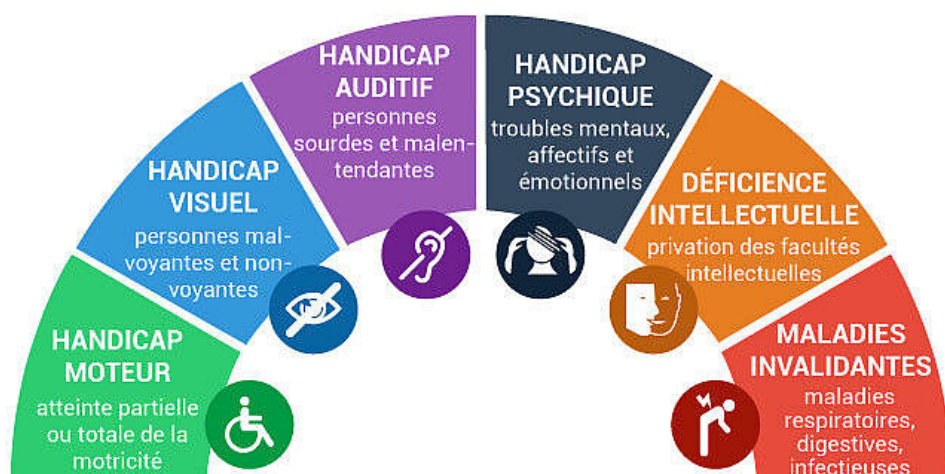 HANDICAP
MOTEUR
atteinte partielle
ou totale de la
motricité
HANDICAP
VISUEL
personnes mal-
voyantes et non-
voyantes
HANDICAP
AUDITIF
personnes
sourdes et malen-
tendantes
HANDICAP
PSYCHIQUE
troubles mentaux,
affectifs et
émotionnels
DÉFICIENCE
INTELLECTUELLE
privation des facultés
intellectuelles
MALADIES
INVALIDANTES
maladies
respiratoires,
digestives,
infectieuses